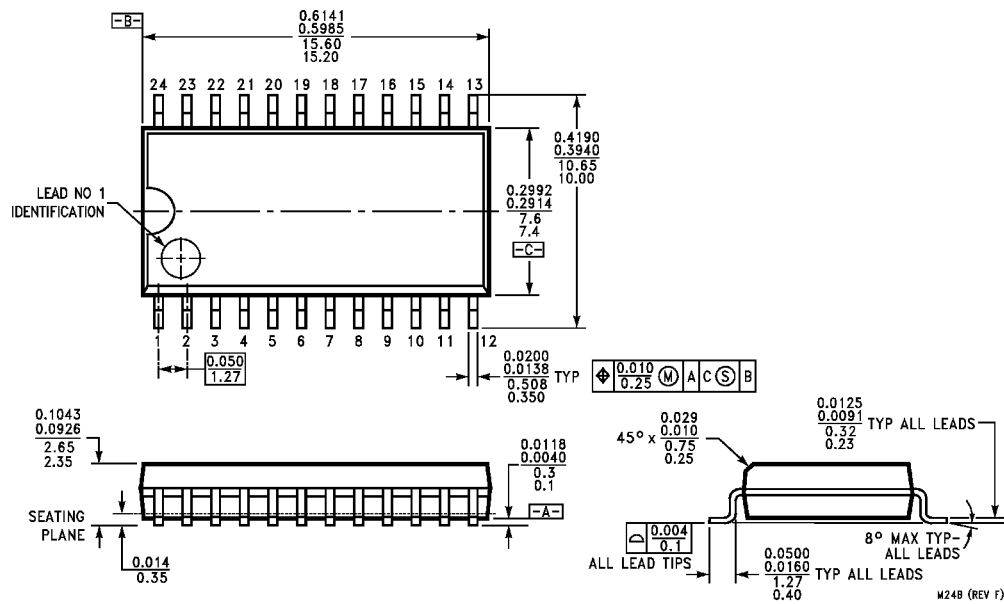 -B-
0.6141
0.5985
15.60
15.20
24 23 22 21 20 19 18 17 16 15 14 13
LEAD NO 1
IDENTIFICATION
0.4190
0.3940
10.65
10.00
0.2992
0.2914
7.6
7.4
-C-
1 2 3 4 5 6 7 8 9 10 11 12
0.050
1.27
0.0200
0.0138
0.508
0.350
TYP
⌖ 0.010
0.25 Ⓜ A C Ⓢ B
0.1043
0.0926
2.65
2.35
0.0118
0.0040
0.3
0.1
-A-
SEATING
PLANE
0.014
0.35
45° x
0.029
0.010
0.75
0.25
0.0125
0.0091
0.32
0.23
TYP ALL LEADS
0.004
0.1
ALL LEAD TIPS
0.0500
0.0160
1.27
0.40
TYP ALL LEADS
8° MAX TYP-
ALL LEADS
M24B (REV F)